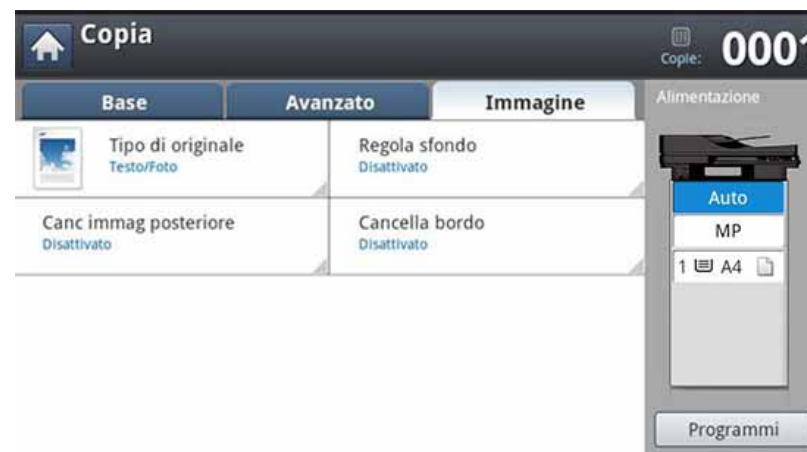 Copia
Copie: 0001
Base Avanzato Immagine
Alimentazione
Tipo di originale
Testo/Foto
Regola sfondo
Disattivato
Canc immag posteriore
Disattivato
Cancella bordo
Disattivato
Auto
MP
1 A4
Programmi